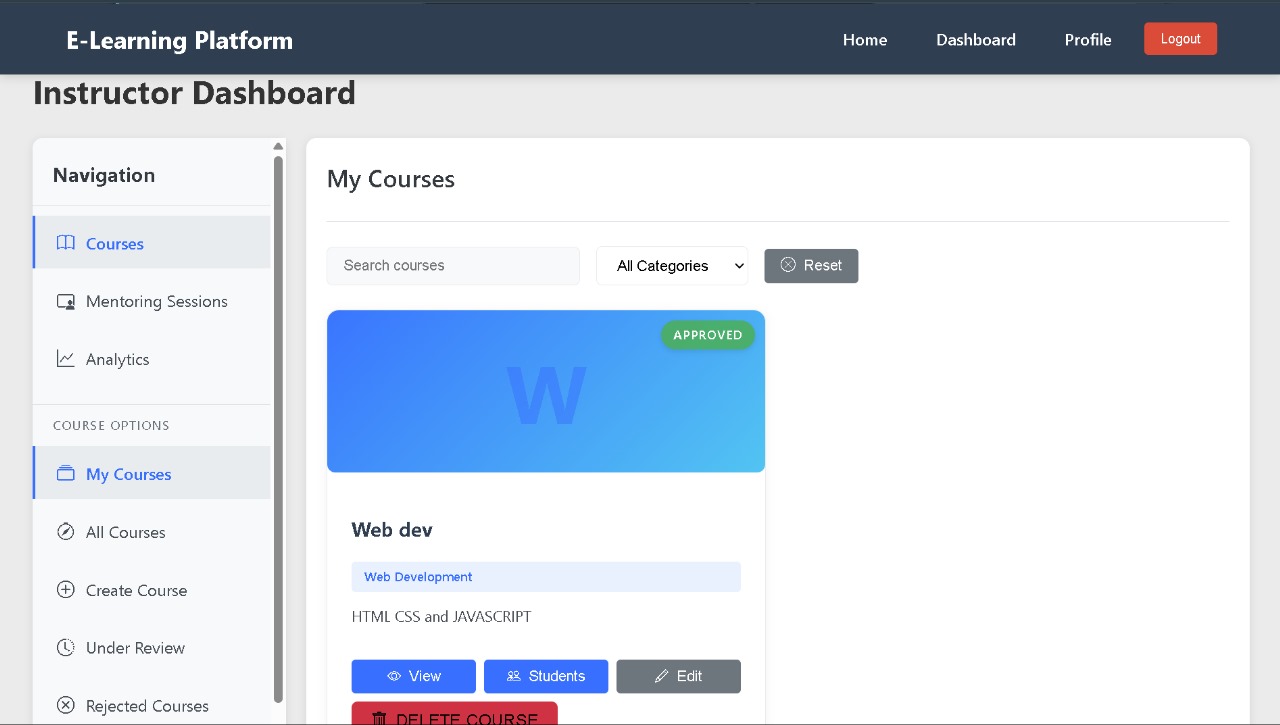 E-Learning Platform
Home Dashboard Profile Logout
Instructor Dashboard
Navigation
Courses
Mentoring Sessions
Analytics
COURSE OPTIONS
My Courses
All Courses
Create Course
Under Review
Rejected Courses
My Courses
Search courses All Categories Reset
APPROVED
W
Web dev
Web Development
HTML CSS and JAVASCRIPT
View Students Edit
DELETE COURSE